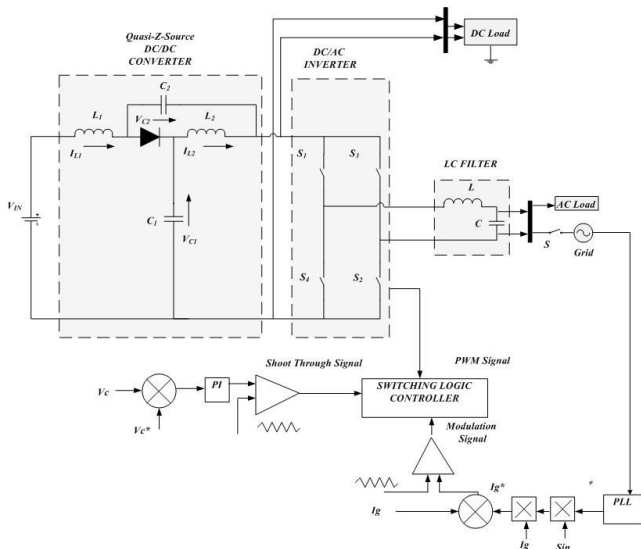 Quasi-Z-Source
DC/DC
CONVERTER
DC/AC
INVERTER
DC Load
C2
L1
VC2
L2
IL1
IL2
VIN
C1
VC1
S1
S3
S4
S2
LC FILTER
L
C
AC Load
S
Grid
Shoot Through Signal
PWM Signal
Vc
PI
Vc*
SWITCHING LOGIC
CONTROLLER
Modulation
Signal
Ig*
Ig
PLL
Ig
Sin